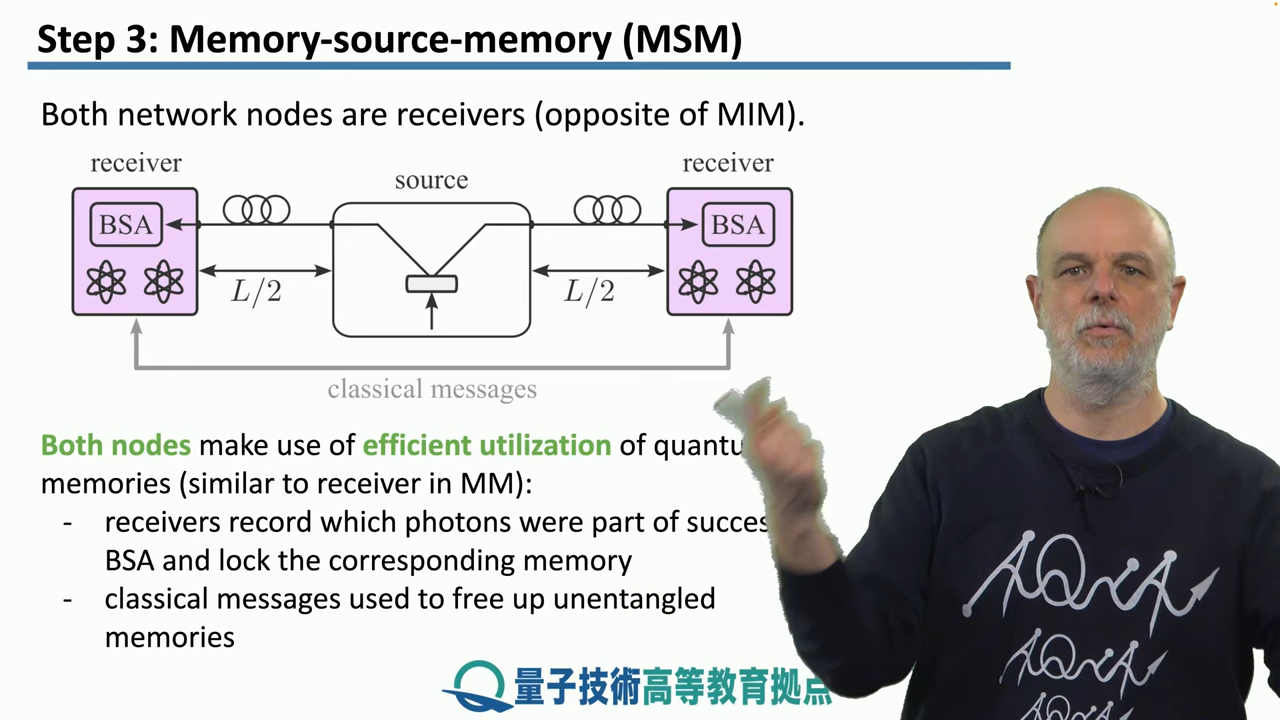 Step 3: Memory-source-memory (MSM)
Both network nodes are receivers (opposite of MIM).
receiver
source
receiver
BSA
BSA
L/2
L/2
classical messages
Both nodes make use of efficient utilization of
memories (similar to receiver in MM):
- receivers record which photons were part of
BSA and lock the corresponding memory
- classical messages used to free up unentangled
memories
量子技術高等教育拠点